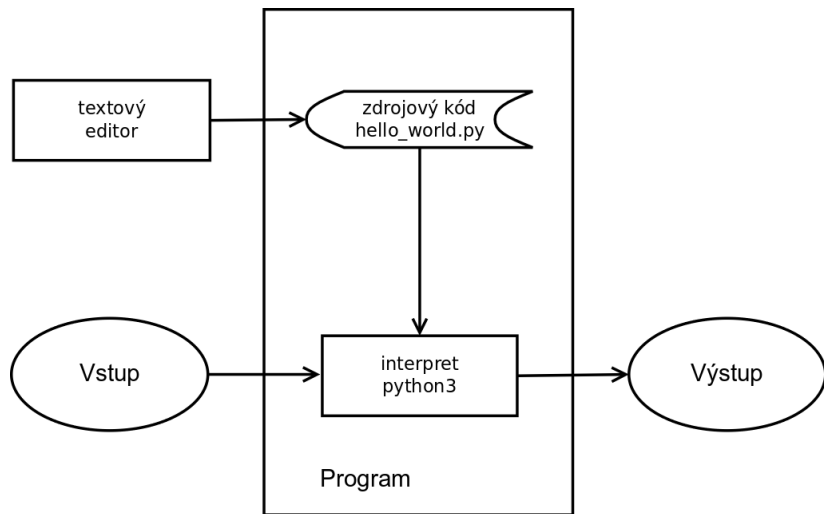 textový
editor
zdrojový kód
hello_world.py
Vstup
interpret
python3
Výstup
Program